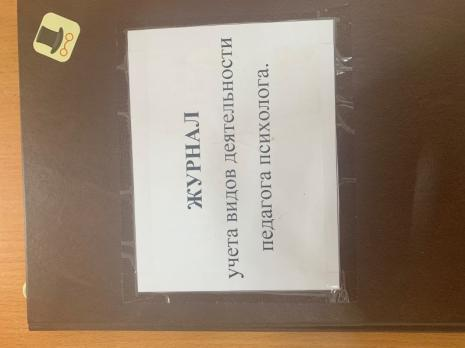 ЖУРНАЛ
учета видов деятельности
педагога психолога.